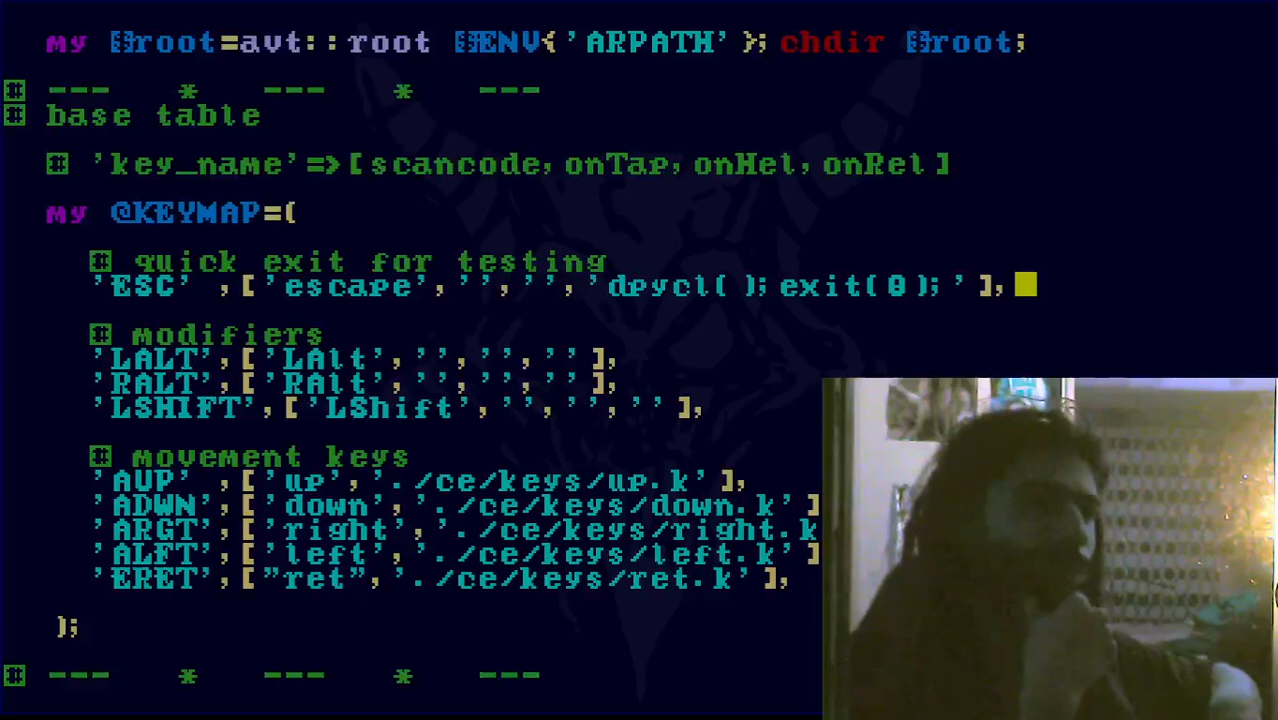 my $root=avt::root $ENV{'ARPATH'}; chdir $root;
# ---   *   ---   *   ---
# base table
# 'key_name'=>[scancode, onTap, onHel, onRel]
my @KEYMAP=(
# quick exit for testing
'ESC' ,['escape','','','dpycl( ); exit(0); '],
# modifiers
'LALT',['LAlt','','','' ],
'RALT',['RAlt','','','' ],
'LSHIFT',['LShift','','','' ],
# movement keys
'AUP' ,['up','./ce/keys/up.k' ],
'ADWN',['down','./ce/keys/down.k' ]
'ARGT',['right','./ce/keys/right.k
'ALFT',['left','./ce/keys/left.k' ]
'ERET',["ret",'./ce/keys/ret.k' ],
);
# ---   *   ---   *   ---